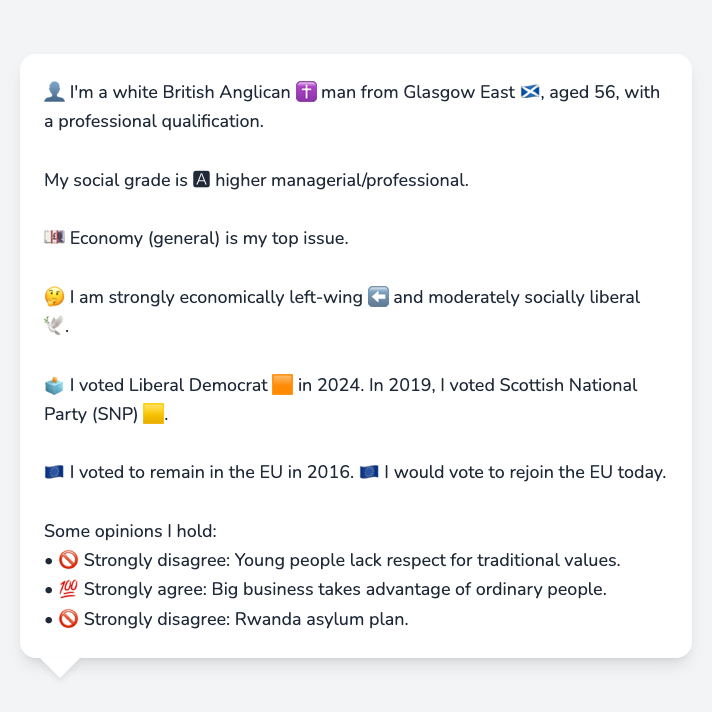 👤 I'm a white British Anglican ✝️ man from Glasgow East 🏴󠁧󠁢󠁳󠁣󠁴󠁿, aged 56, with
a professional qualification.
My social grade is 🅰 higher managerial/professional.
💷 Economy (general) is my top issue.
🤔 I am strongly economically left-wing ⬅️ and moderately socially liberal
🕊️.
🗳️ I voted Liberal Democrat 🟧 in 2024. In 2019, I voted Scottish National
Party (SNP) 🟨.
🇪🇺 I voted to remain in the EU in 2016. 🇪🇺 I would vote to rejoin the EU today.
Some opinions I hold:
• 🚫 Strongly disagree: Young people lack respect for traditional values.
• 💯 Strongly agree: Big business takes advantage of ordinary people.
• 🚫 Strongly disagree: Rwanda asylum plan.